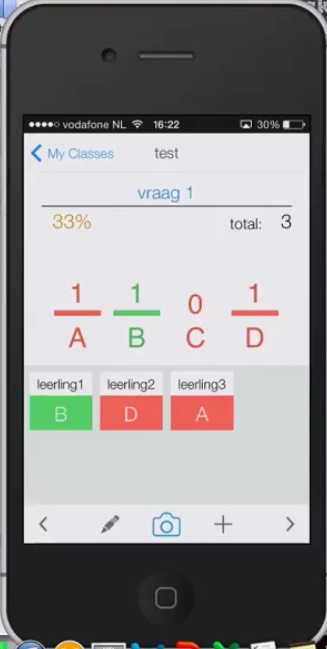 vodafone NL 16:22 30%
My Classes test
vraag 1
33% total: 3
1 1 0 1
A B C D
leerling1 leerling2 leerling3
B D A